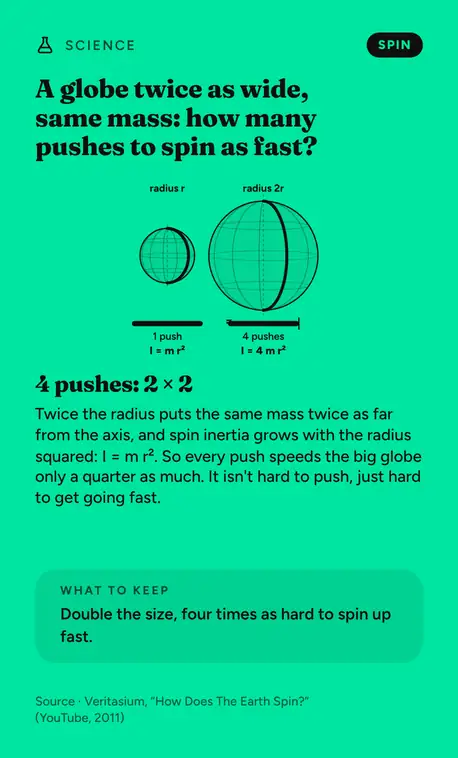 SCIENCE
SPIN
A globe twice as wide,
same mass: how many
pushes to spin as fast?
radius r
radius 2r
1 push
4 pushes
I = m r²
I = 4 m r²
4 pushes: 2 × 2
Twice the radius puts the same mass twice as far
from the axis, and spin inertia grows with the radius
squared: I = m r². So every push speeds the big globe
only a quarter as much. It isn't hard to push, just hard
to get going fast.
WHAT TO KEEP
Double the size, four times as hard to spin up
fast.
Source · Veritasium, "How Does The Earth Spin?"
(YouTube, 2011)